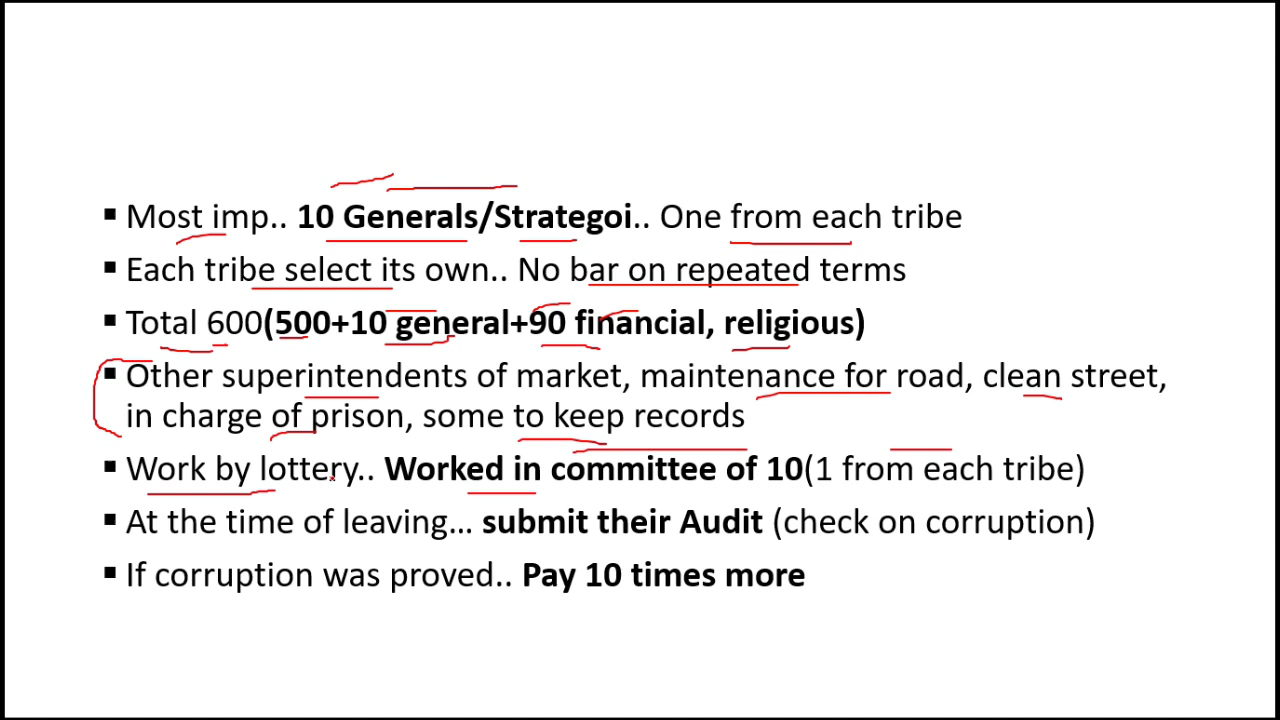 ▪ Most imp.. 10 Generals/Strategoi.. One from each tribe
▪ Each tribe select its own.. No bar on repeated terms
▪ Total 600(500+10 general+90 financial, religious)
▪ Other superintendents of market, maintenance for road, clean street,
in charge of prison, some to keep records
▪ Work by lottery.. Worked in committee of 10(1 from each tribe)
▪ At the time of leaving... submit their Audit (check on corruption)
▪ If corruption was proved.. Pay 10 times more